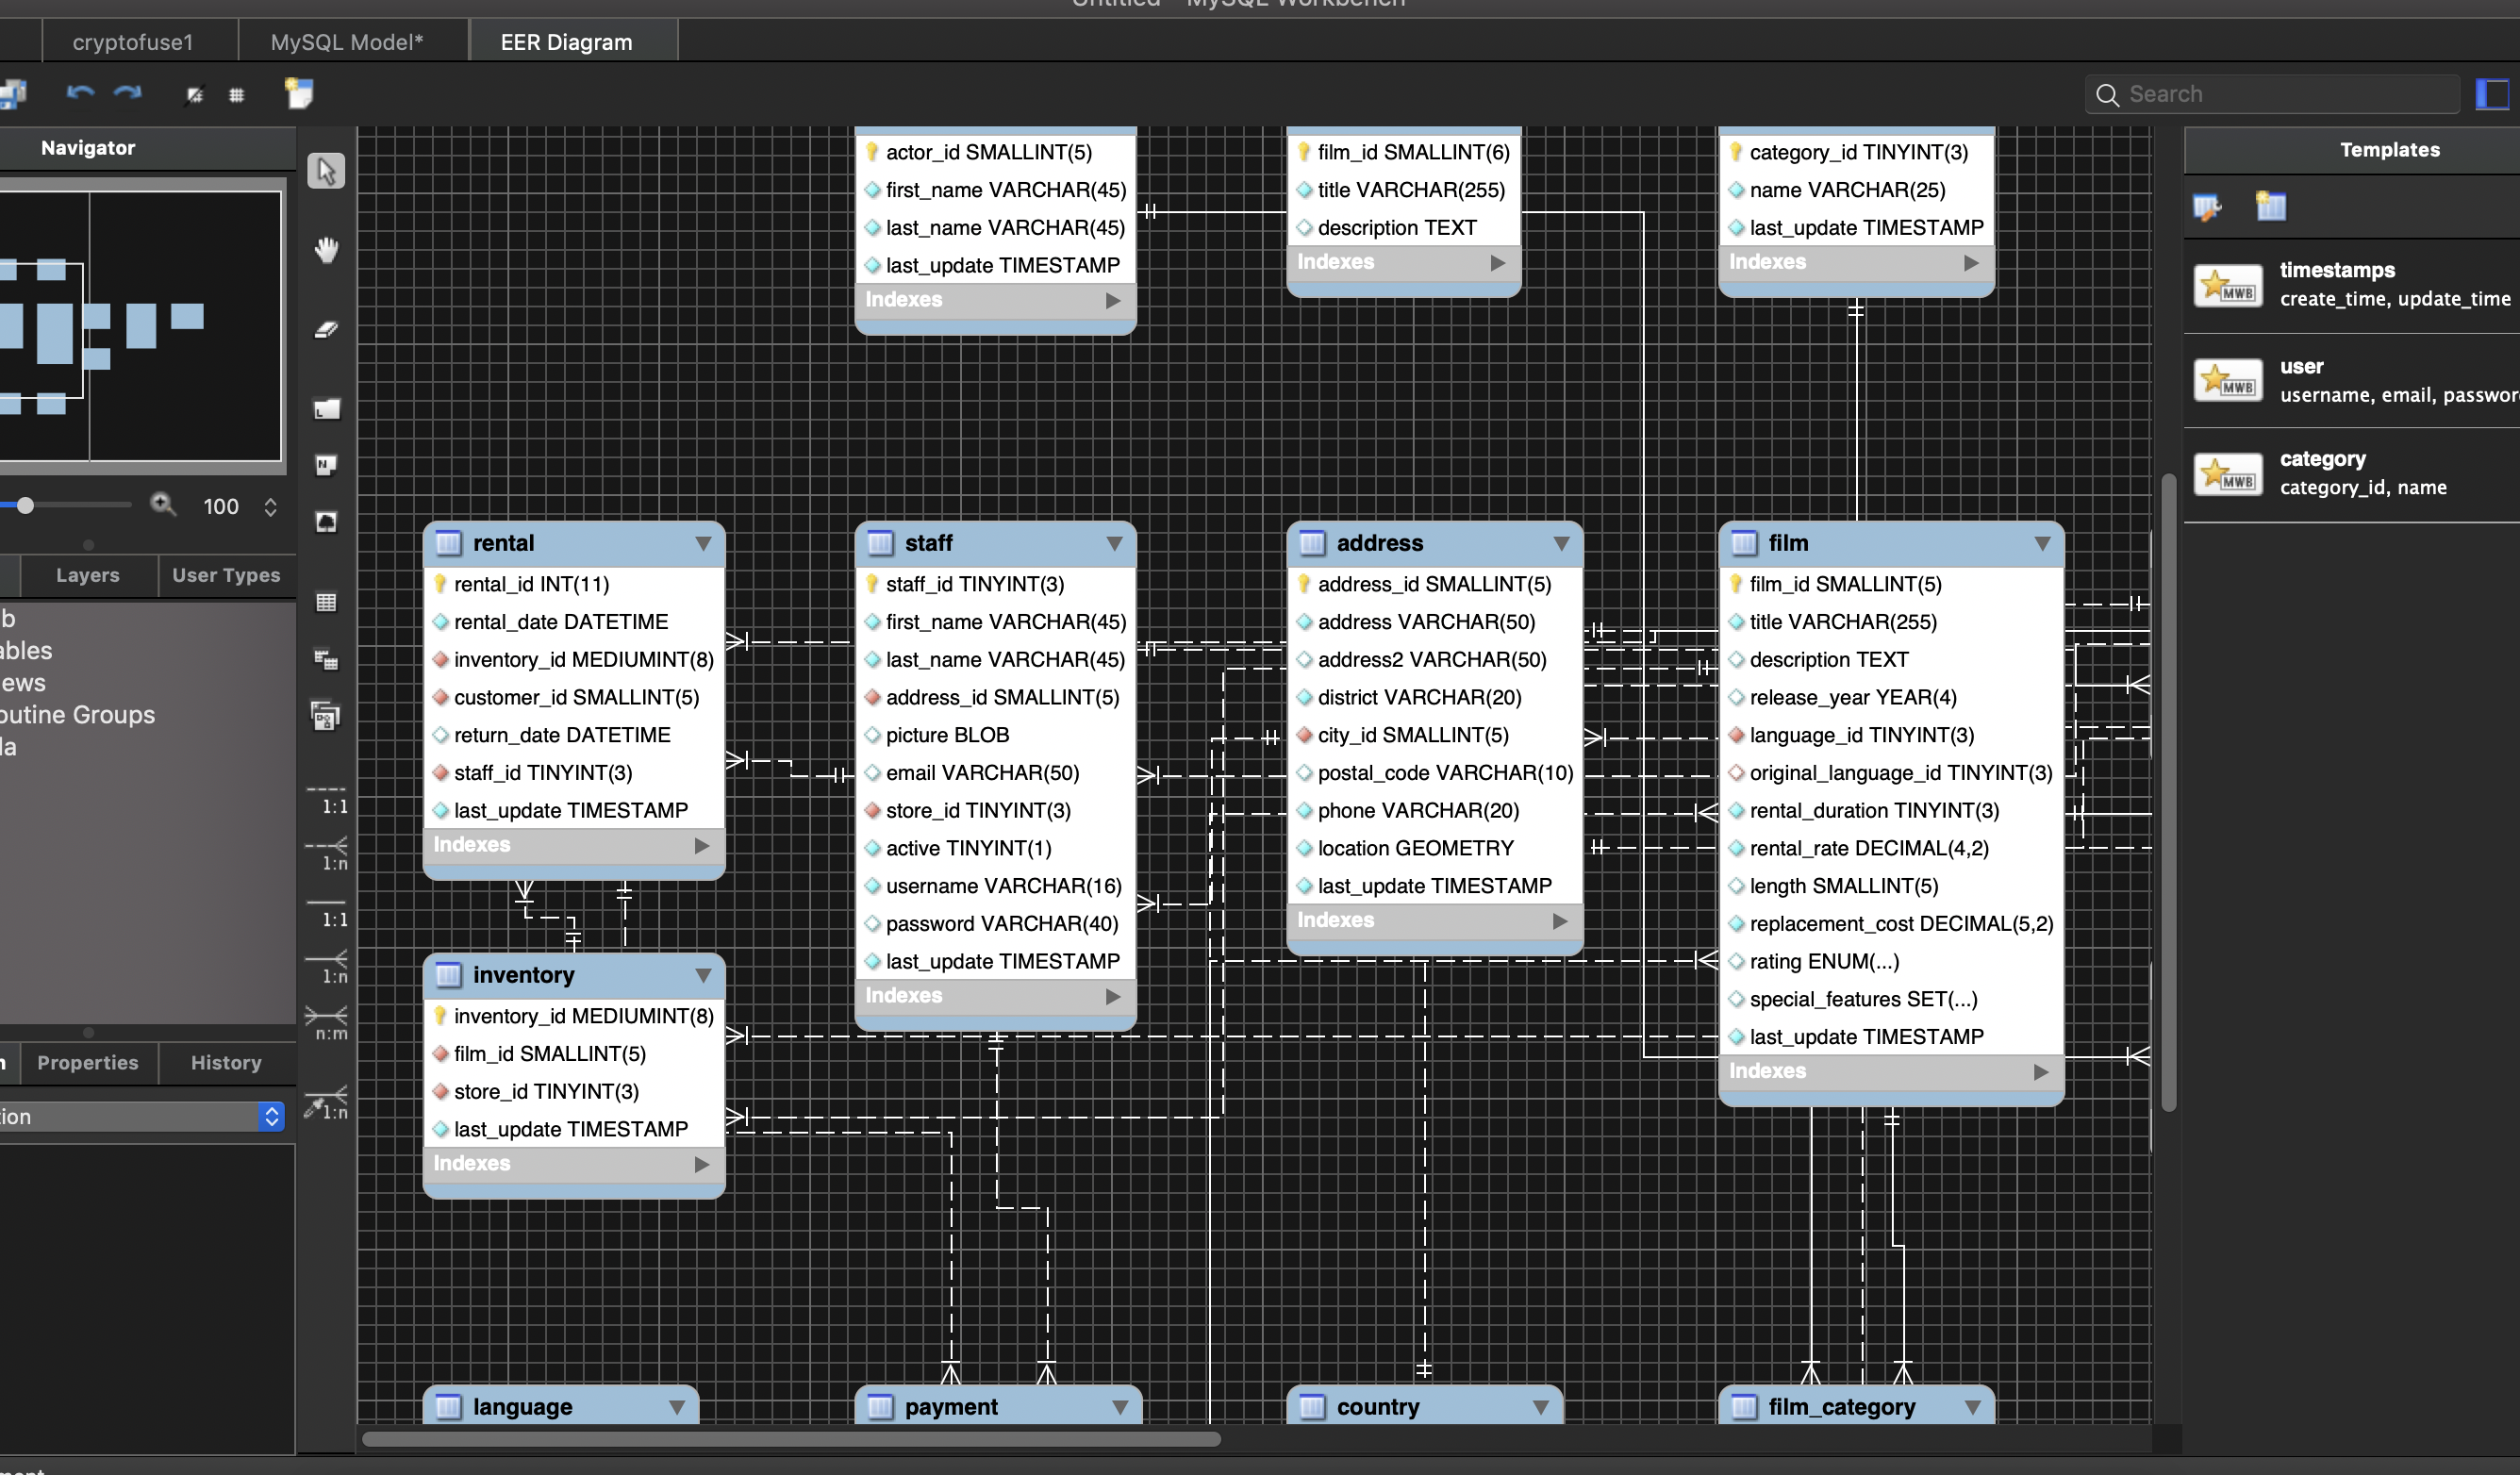 Untitled - MySQL Workbench
cryptofuse1
MySQL Model*
EER Diagram
Search
Navigator
100
Layers
User Types
b
ables
ews
outine Groups
la
n
Properties
History
tion
L
N
1:1
1:n
1:1
1:n
n:m
1:n
actor_id SMALLINT(5)
first_name VARCHAR(45)
last_name VARCHAR(45)
last_update TIMESTAMP
Indexes
film_id SMALLINT(6)
title VARCHAR(255)
description TEXT
Indexes
category_id TINYINT(3)
name VARCHAR(25)
last_update TIMESTAMP
Indexes
rental
rental_id INT(11)
rental_date DATETIME
inventory_id MEDIUMINT(8)
customer_id SMALLINT(5)
return_date DATETIME
staff_id TINYINT(3)
last_update TIMESTAMP
Indexes
staff
staff_id TINYINT(3)
first_name VARCHAR(45)
last_name VARCHAR(45)
address_id SMALLINT(5)
picture BLOB
email VARCHAR(50)
store_id TINYINT(3)
active TINYINT(1)
username VARCHAR(16)
password VARCHAR(40)
last_update TIMESTAMP
Indexes
address
address_id SMALLINT(5)
address VARCHAR(50)
address2 VARCHAR(50)
district VARCHAR(20)
city_id SMALLINT(5)
postal_code VARCHAR(10)
phone VARCHAR(20)
location GEOMETRY
last_update TIMESTAMP
Indexes
film
film_id SMALLINT(5)
title VARCHAR(255)
description TEXT
release_year YEAR(4)
language_id TINYINT(3)
original_language_id TINYINT(3)
rental_duration TINYINT(3)
rental_rate DECIMAL(4,2)
length SMALLINT(5)
replacement_cost DECIMAL(5,2)
rating ENUM(...)
special_features SET(...)
last_update TIMESTAMP
Indexes
inventory
inventory_id MEDIUMINT(8)
film_id SMALLINT(5)
store_id TINYINT(3)
last_update TIMESTAMP
Indexes
language
payment
country
film_category
Templates
MWB
timestamps
create_time, update_time
MWB
user
username, email, passwor
MWB
category
category_id, name